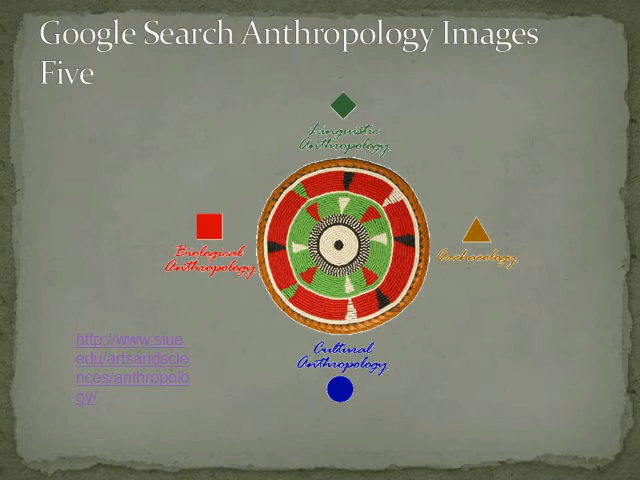 Google Search Anthropology Images
Five
Linguistic
Anthropology
Biological
Anthropology
Archaeology
Cultural
Anthropology
http://www.siue.
edu/artsandscie
nces/anthropolo
gy/